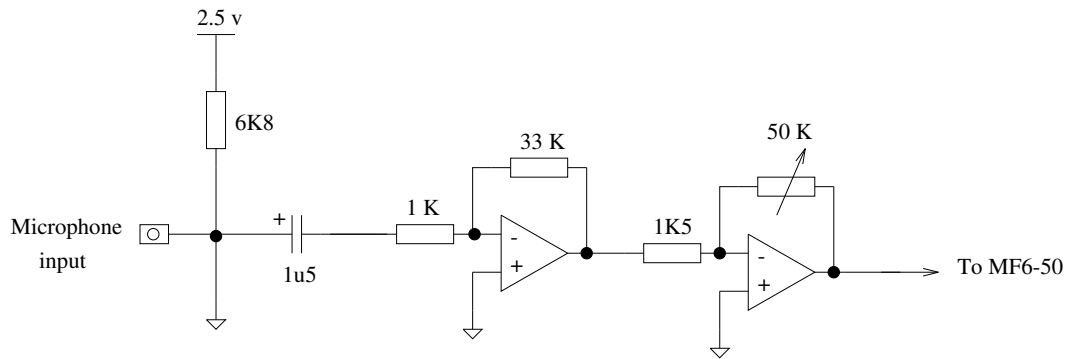 2.5 v
6K8
Microphone
input
+
1u5
1 K
33 K
-
+
1K5
50 K
-
+
To MF6-50